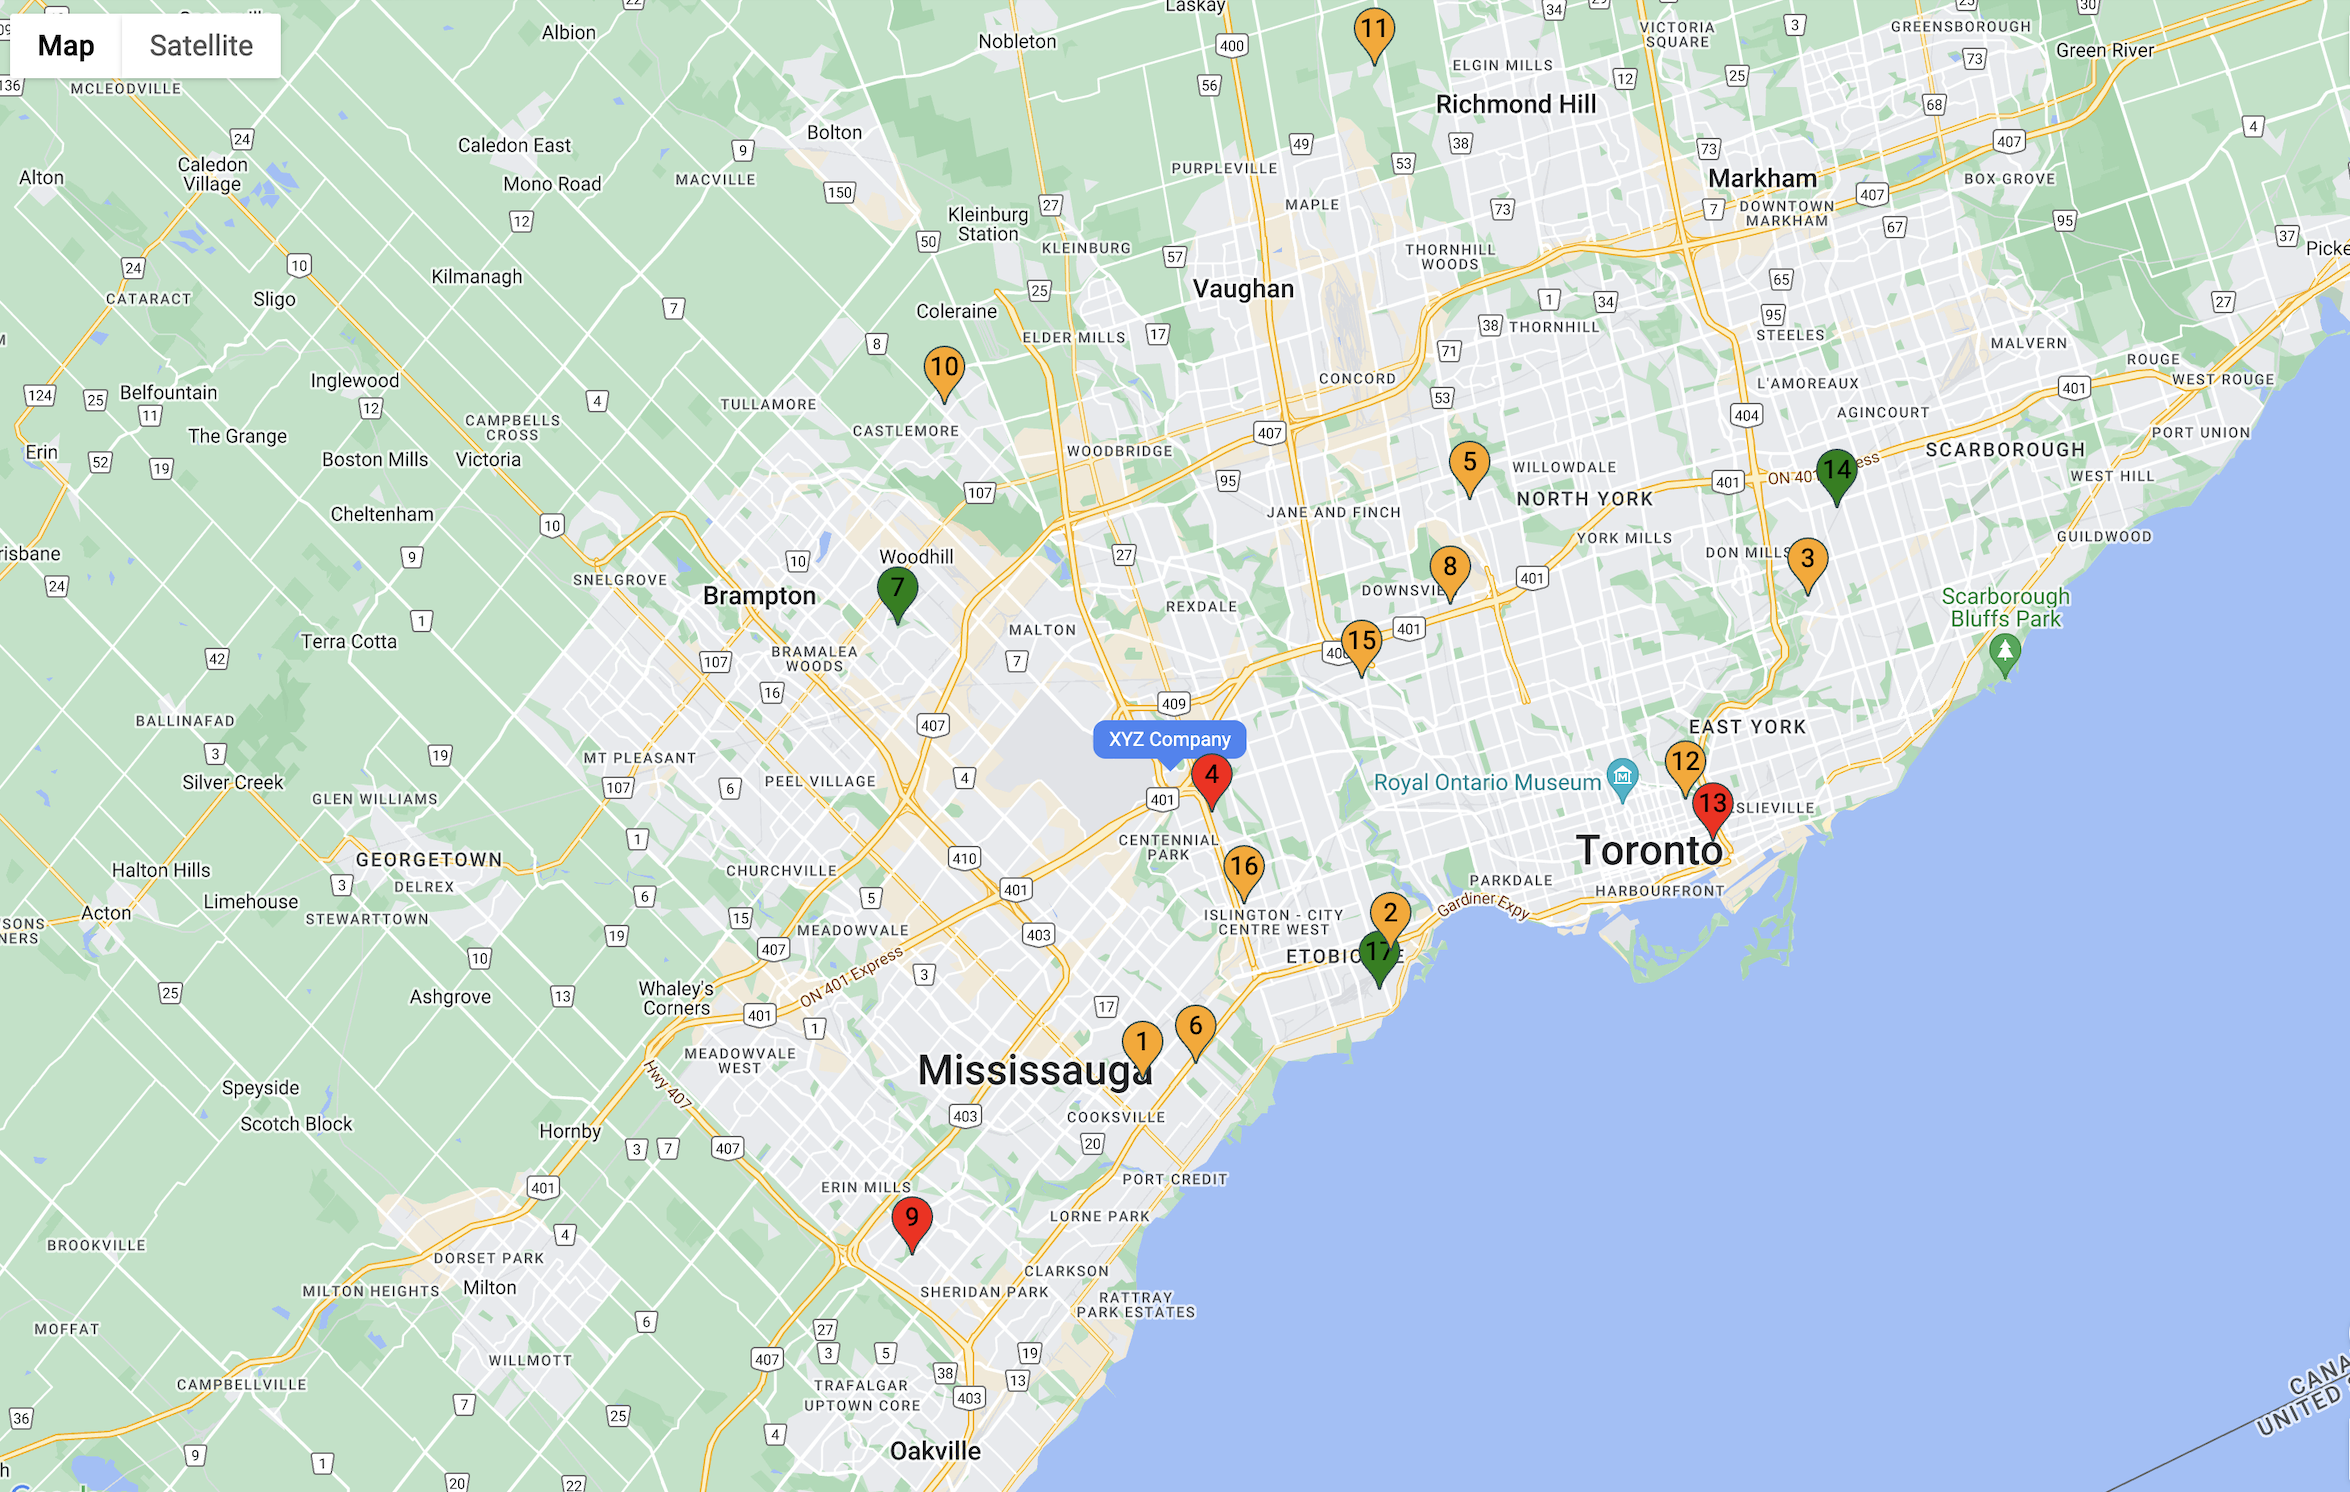 Map
Satellite
Laskay
11
34
VICTORIA
SQUARE
3
GREENSBOROUGH
30
Albion
Nobleton
400
ELGIN MILLS
12
25
73
Green River
136
MCLEODVILLE
56
Richmond Hill
68
24
Caledon East
Bolton
9
49
38
73
407
4
Alton
Caledon
Village
Mono Road
MACVILLE
150
PURPLEVILLE
53
Markham
BOX GROVE
12
27
MAPLE
73
7
DOWNTOWN
MARKHAM
407
67
95
Kleinburg
Station
50
KLEINBURG
57
THORNHILL
WOODS
37
Picke
24
10
Kilmanagh
25
Vaughan
65
CATARACT
Sligo
7
Coleraine
1
34
95
27
8
ELDER MILLS
17
38
THORNHILL
STEELES
71
MALVERN
ROUGE
10
CONCORD
L'AMOREAUX
401
WEST ROUGE
124
25
Belfountain
11
Inglewood
12
4
TULLAMORE
53
404
AGINCOURT
The Grange
CAMPBELLS
CROSS
CASTLEMORE
407
PORT UNION
Erin
52
19
Boston Mills
Victoria
WOODBRIDGE
5
WILLOWDALE
14
SCARBOROUGH
107
95
NORTH YORK
401
ON 401
ess
WEST HILL
Cheltenham
10
JANE AND FINCH
YORK MILLS
DON MILLS
3
GUILDWOOD
risbane
9
10
Woodhill
27
24
SNELGROVE
Brampton
7
8
DOWNSVIE
401
Scarborough
Bluffs Park
REXDALE
1
Terra Cotta
MALTON
15
401
42
BRAMALEA
WOODS
107
7
40
16
BALLINAFAD
409
407
3
19
MT PLEASANT
XYZ Company
EAST YORK
Silver Creek
PEEL VILLAGE
4
4
Royal Ontario Museum
12
GLEN WILLIAMS
107
6
401
13
SLIEVILLE
1
CENTENNIAL
PARK
Toronto
GEORGETOWN
410
Halton Hills
CHURCHVILLE
16
PARKDALE
HARBOURFRONT
3
DELREX
6
5
401
Limehouse
Acton
STEWARTTOWN
15
ISLINGTON - CITY
CENTRE WEST
2
Gardiner Expy
SONS
NERS
19
MEADOWVALE
403
407
17
ETOBIC
E
10
ON 401 Express
3
25
Ashgrove
13
Whaley's
Corners
17
401
1
1
6
MEADOWVALE
WEST
Mississauga
Hwy 407
Speyside
Scotch Block
403
COOKSVILLE
Hornby
3
7
407
20
401
ERIN MILLS
PORT CREDIT
9
LORNE PARK
BROOKVILLE
4
DORSET PARK
Milton
CLARKSON
MILTON HEIGHTS
SHERIDAN PARK
RATTRAY
PARK ESTATES
MOFFAT
6
27
WILLMOTT
407
3
5
19
CAMPBELLVILLE
TRAFALGAR
38
13
UPTOWN CORE
403
36
7
25
4
9
1
Oakville
20
22
CANA
UNITED